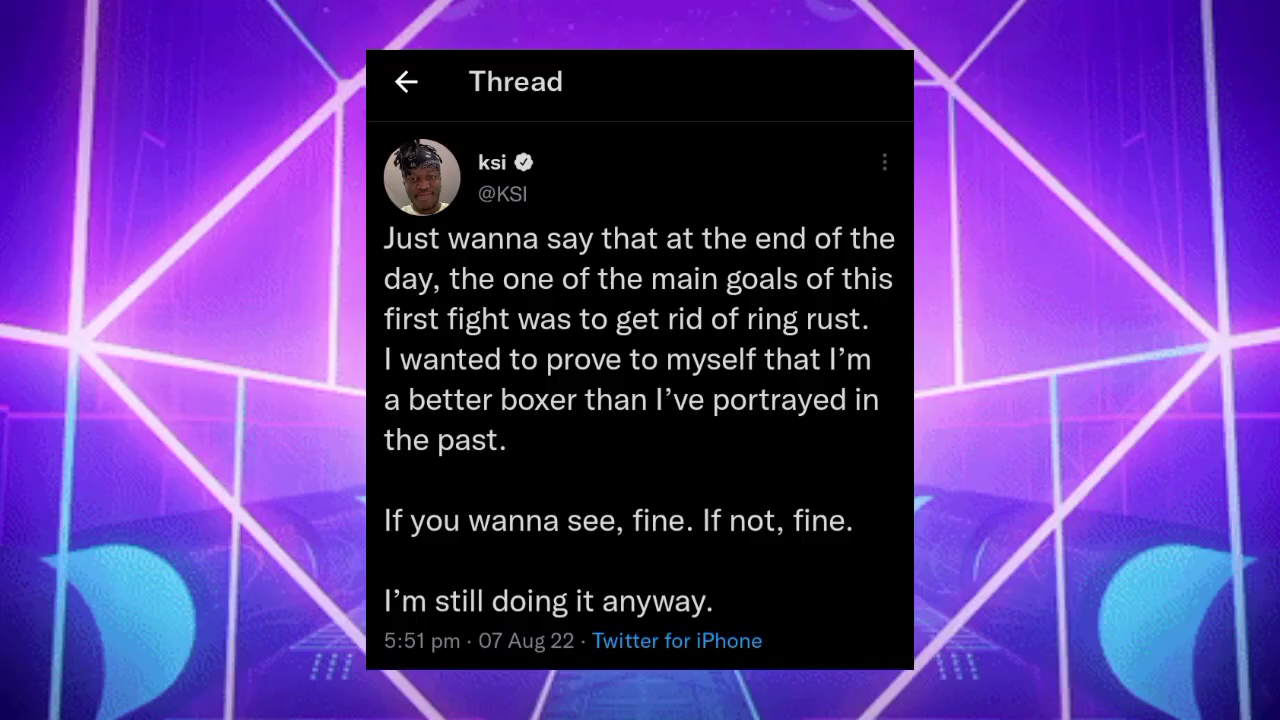 Thread
ksi
@KSI
Just wanna say that at the end of the
day, the one of the main goals of this
first fight was to get rid of ring rust.
I wanted to prove to myself that I’m
a better boxer than I’ve portrayed in
the past.
If you wanna see, fine. If not, fine.
I’m still doing it anyway.
5:51 pm · 07 Aug 22 · Twitter for iPhone